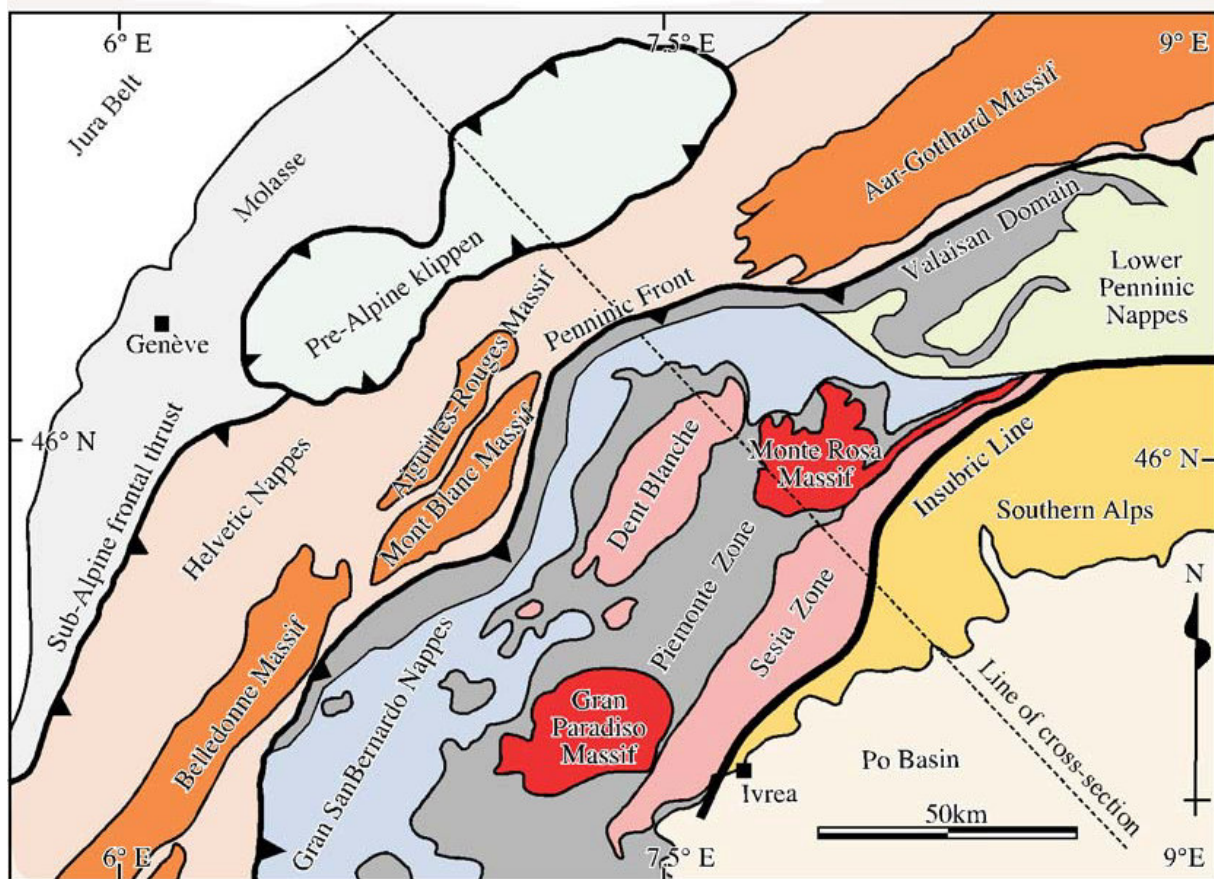 6° E
7.5° E
9° E
Jura Belt
Molasse
Aar-Gotthard Massif
Pre-Alpine klippen
Valaisan Domain
Lower
Penninic
Nappes
Penninic Front
Genève
Aiguilles-Rouges Massif
Mont Blanc Massif
46° N
46° N
Sub-Alpine frontal thrust
Helvetic Nappes
Dent Blanche
Monte Rosa
Massif
Insubric Line
Southern Alps
N
Piemonte Zone
Sesia Zone
Belledonne Massif
Gran SanBernardo Nappes
Gran
Paradiso
Massif
Line of cross-section
Po Basin
Ivrea
50km
6° E
7.5° E
9°E